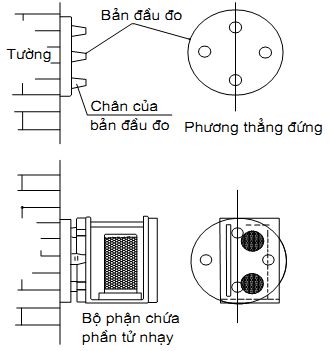 Bản đầu đo
Tường
Chân của
bản đầu đo
Phương thẳng đứng
Bộ phận chứa
phần tử nhạy